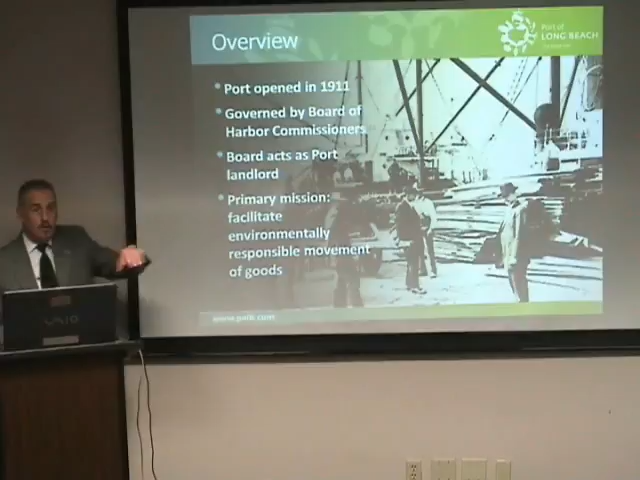 Overview
Port of
LONG BEACH
• Port opened in 1911
• Governed by Board of
Harbor Commissioners
• Board acts as Port
landlord
• Primary mission:
facilitate
environmentally
responsible movement
of goods
www.polb.com
VAIO